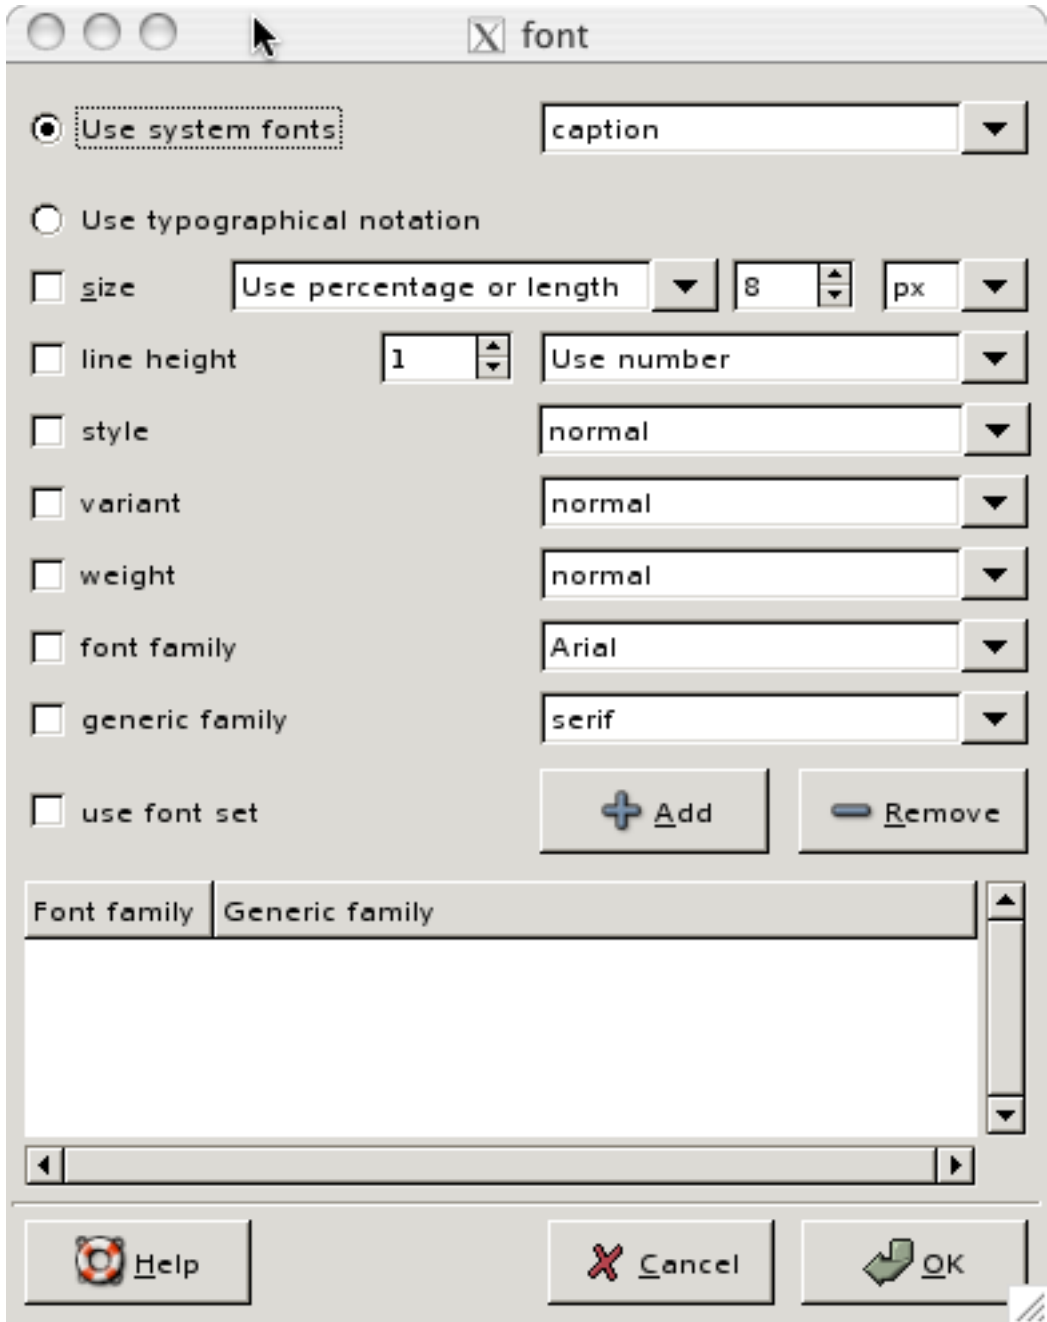 font
Use system fonts caption
Use typographical notation
size Use percentage or length 8 px
line height 1 Use number
style normal
variant normal
weight normal
font family Arial
generic family serif
use font set Add Remove
Font family Generic family
Help Cancel OK